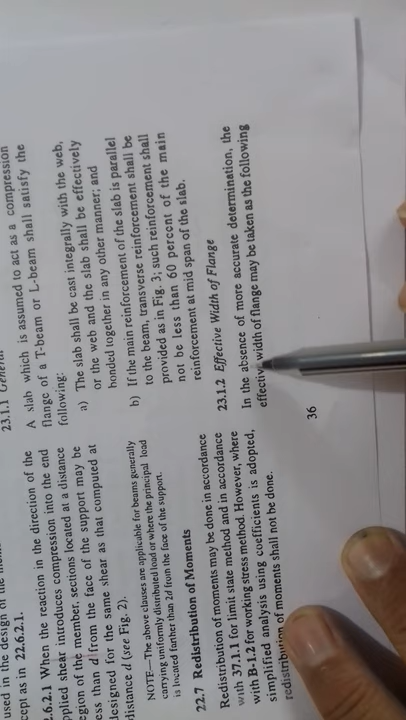 used in the design of the
cept as in 22.6.2.1.
2.6.2.1 When the reaction in the direction of the
pplied shear introduces compression into the end
egion of the member, sections located at a distance
ess than d from the face of the support may be
designed for the same shear as that computed at
distance d (see Fig. 2).
NOTE—The above clauses are applicable for beams generally
carrying uniformly distributed load or where the principal load
is located farther than 2d from the face of the support.
22.7 Redistribution of Moments
Redistribution of moments may be done in accordance
with 37.1.1 for limit state method and in accordance
with B-1.2 for working stress method. However, where
simplified analysis using coefficients is adopted,
redistribution of moments shall not be done.
23.1.1 General
A slab which is assumed to act as a compression
flange of a T-beam or L-beam shall satisfy the
following:
a) The slab shall be cast integrally with the web,
or the web and the slab shall be effectively
bonded together in any other manner; and
b) If the main reinforcement of the slab is parallel
to the beam, transverse reinforcement shall be
provided as in Fig. 3; such reinforcement shall
not be less than 60 percent of the main
reinforcement at mid span of the slab.
23.1.2 Effective Width of Flange
In the absence of more accurate determination, the
effective width of flange may be taken as the following
36